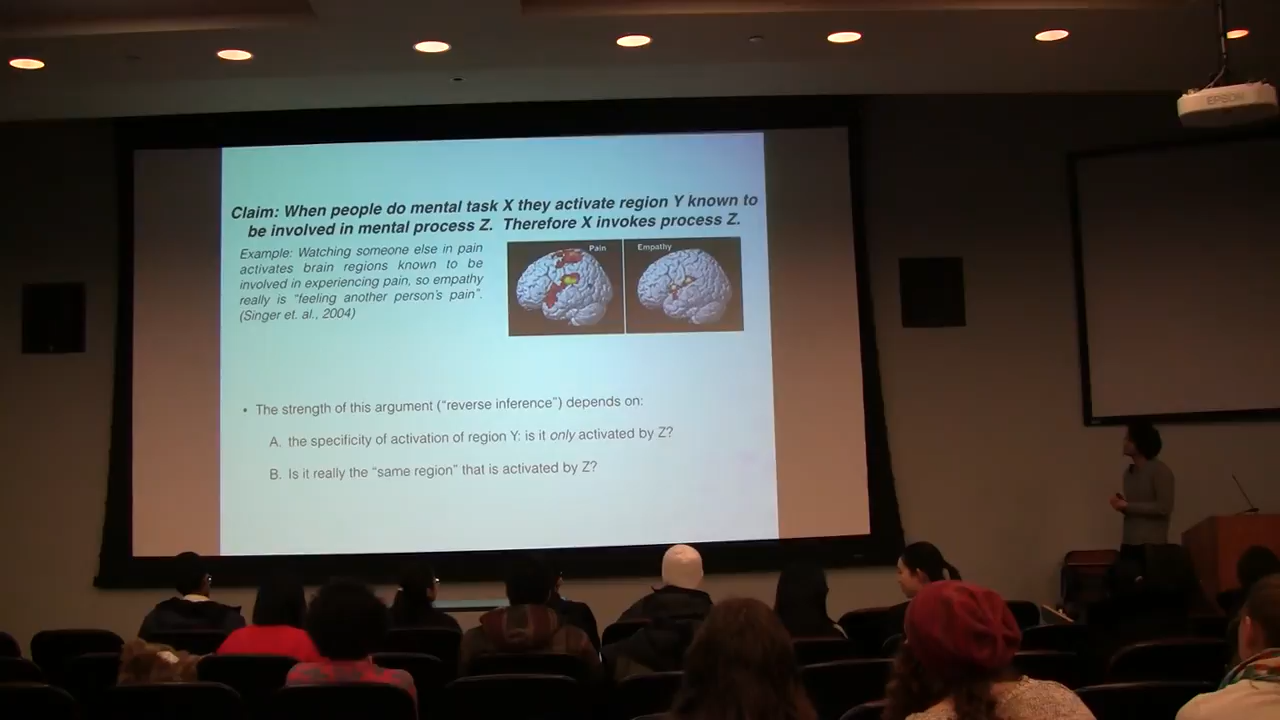 EPSON
Claim: When people do mental task X they activate region Y known to
be involved in mental process Z. Therefore X invokes process Z.
Example: Watching someone else in pain
activates brain regions known to be
involved in experiencing pain, so empathy
really is “feeling another person’s pain”.
(Singer et. al., 2004)
Pain
Empathy
• The strength of this argument (“reverse inference”) depends on:
A. the specificity of activation of region Y: is it only activated by Z?
B. Is it really the “same region” that is activated by Z?